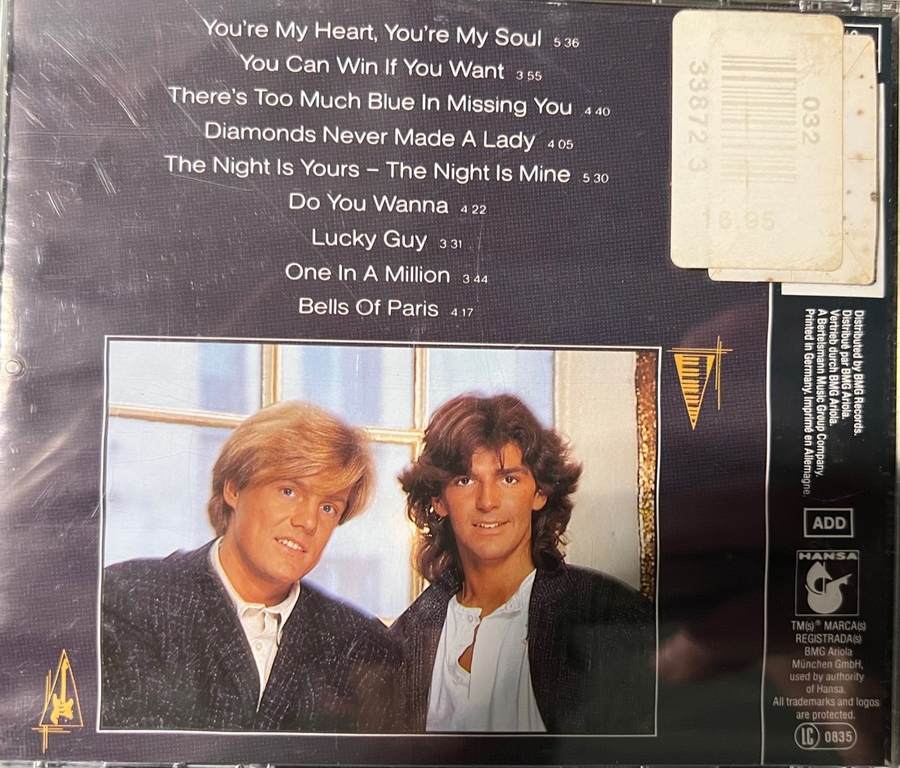 You're My Heart, You're My Soul 5 36
You Can Win If You Want 3 55
There's Too Much Blue In Missing You 4 40
Diamonds Never Made A Lady 4 05
The Night Is Yours – The Night Is Mine 5 30
Do You Wanna 4 22
Lucky Guy 3 31
One In A Million 3 44
Bells Of Paris 4 17
032
33872 3
16.95
Distributed by BMG Records.
Distribué par BMG Ariola.
Vertrieb durch BMG Ariola.
A Bertelsmann Music Group Company.
Printed in Germany. Imprimé en Allemagne.
ADD
HANSA
TM(s)® MARCA(s)
REGISTRADA(s)
BMG Ariola
München GmbH,
used by authority
of Hansa.
All trademarks and logos
are protected.
LC 0835